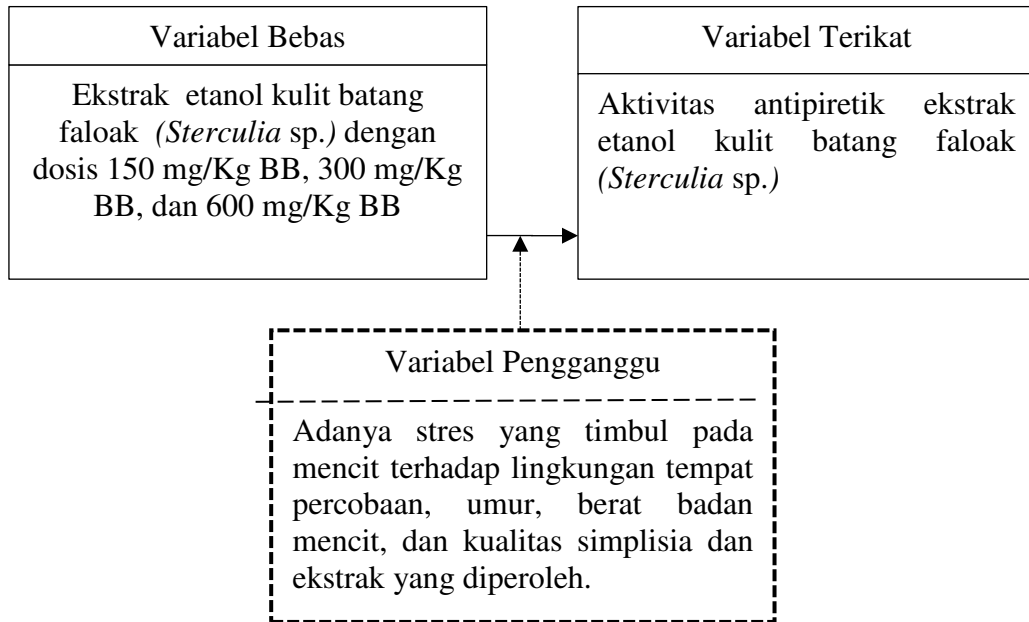 Variabel Bebas
Ekstrak etanol kulit batang
faloak (Sterculia sp.) dengan
dosis 150 mg/Kg BB, 300 mg/Kg
BB, dan 600 mg/Kg BB
Variabel Terikat
Aktivitas antipiretik ekstrak
etanol kulit batang faloak
(Sterculia sp.)
Variabel Pengganggu
Adanya stres yang timbul pada
mencit terhadap lingkungan tempat
percobaan, umur, berat badan
mencit, dan kualitas simplisia dan
ekstrak yang diperoleh.